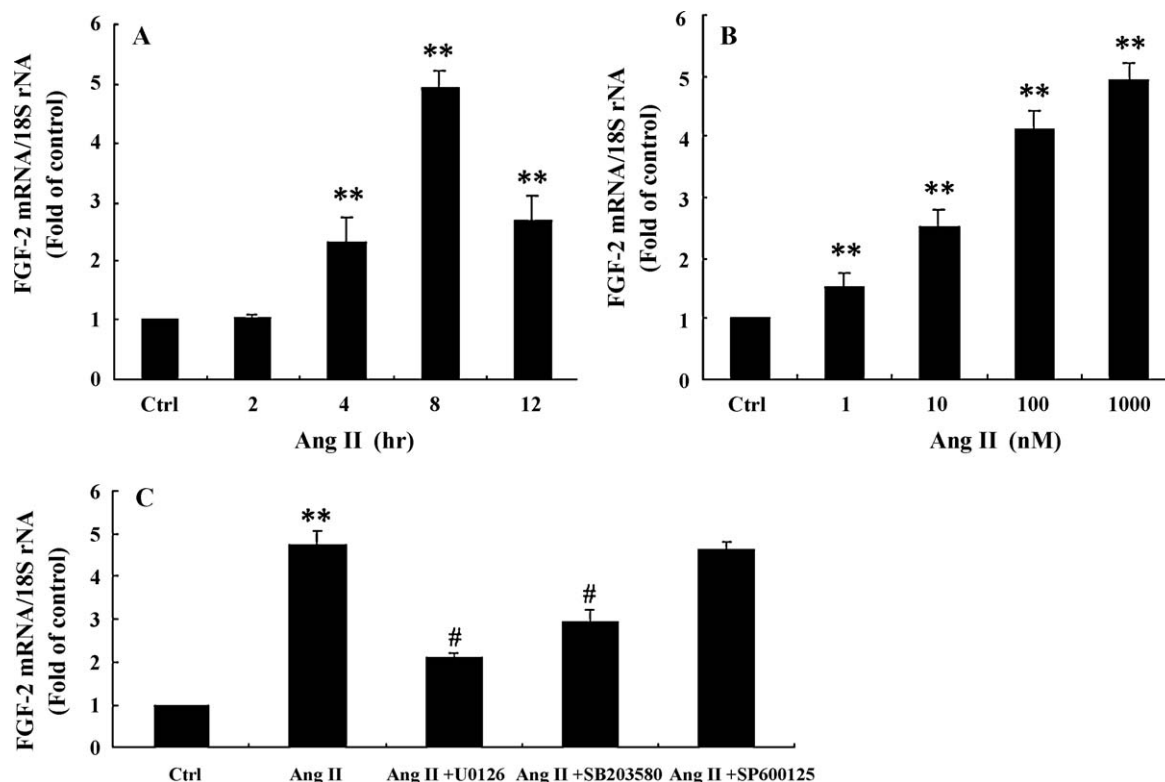 A
FGF-2 mRNA/18S rNA
(Fold of control)
6
5
4
3
2
1
0
**
**
**
Ctrl 2 4 8 12
Ang II (hr)
B
FGF-2 mRNA/18S rNA
(Fold of control)
6
5
4
3
2
1
0
**
**
**
**
Ctrl 1 10 100 1000
Ang II (nM)
C
FGF-2 mRNA/18S rNA
(Fold of control)
6
5
4
3
2
1
0
**
#
#
Ctrl Ang II Ang II +U0126 Ang II +SB203580 Ang II +SP600125